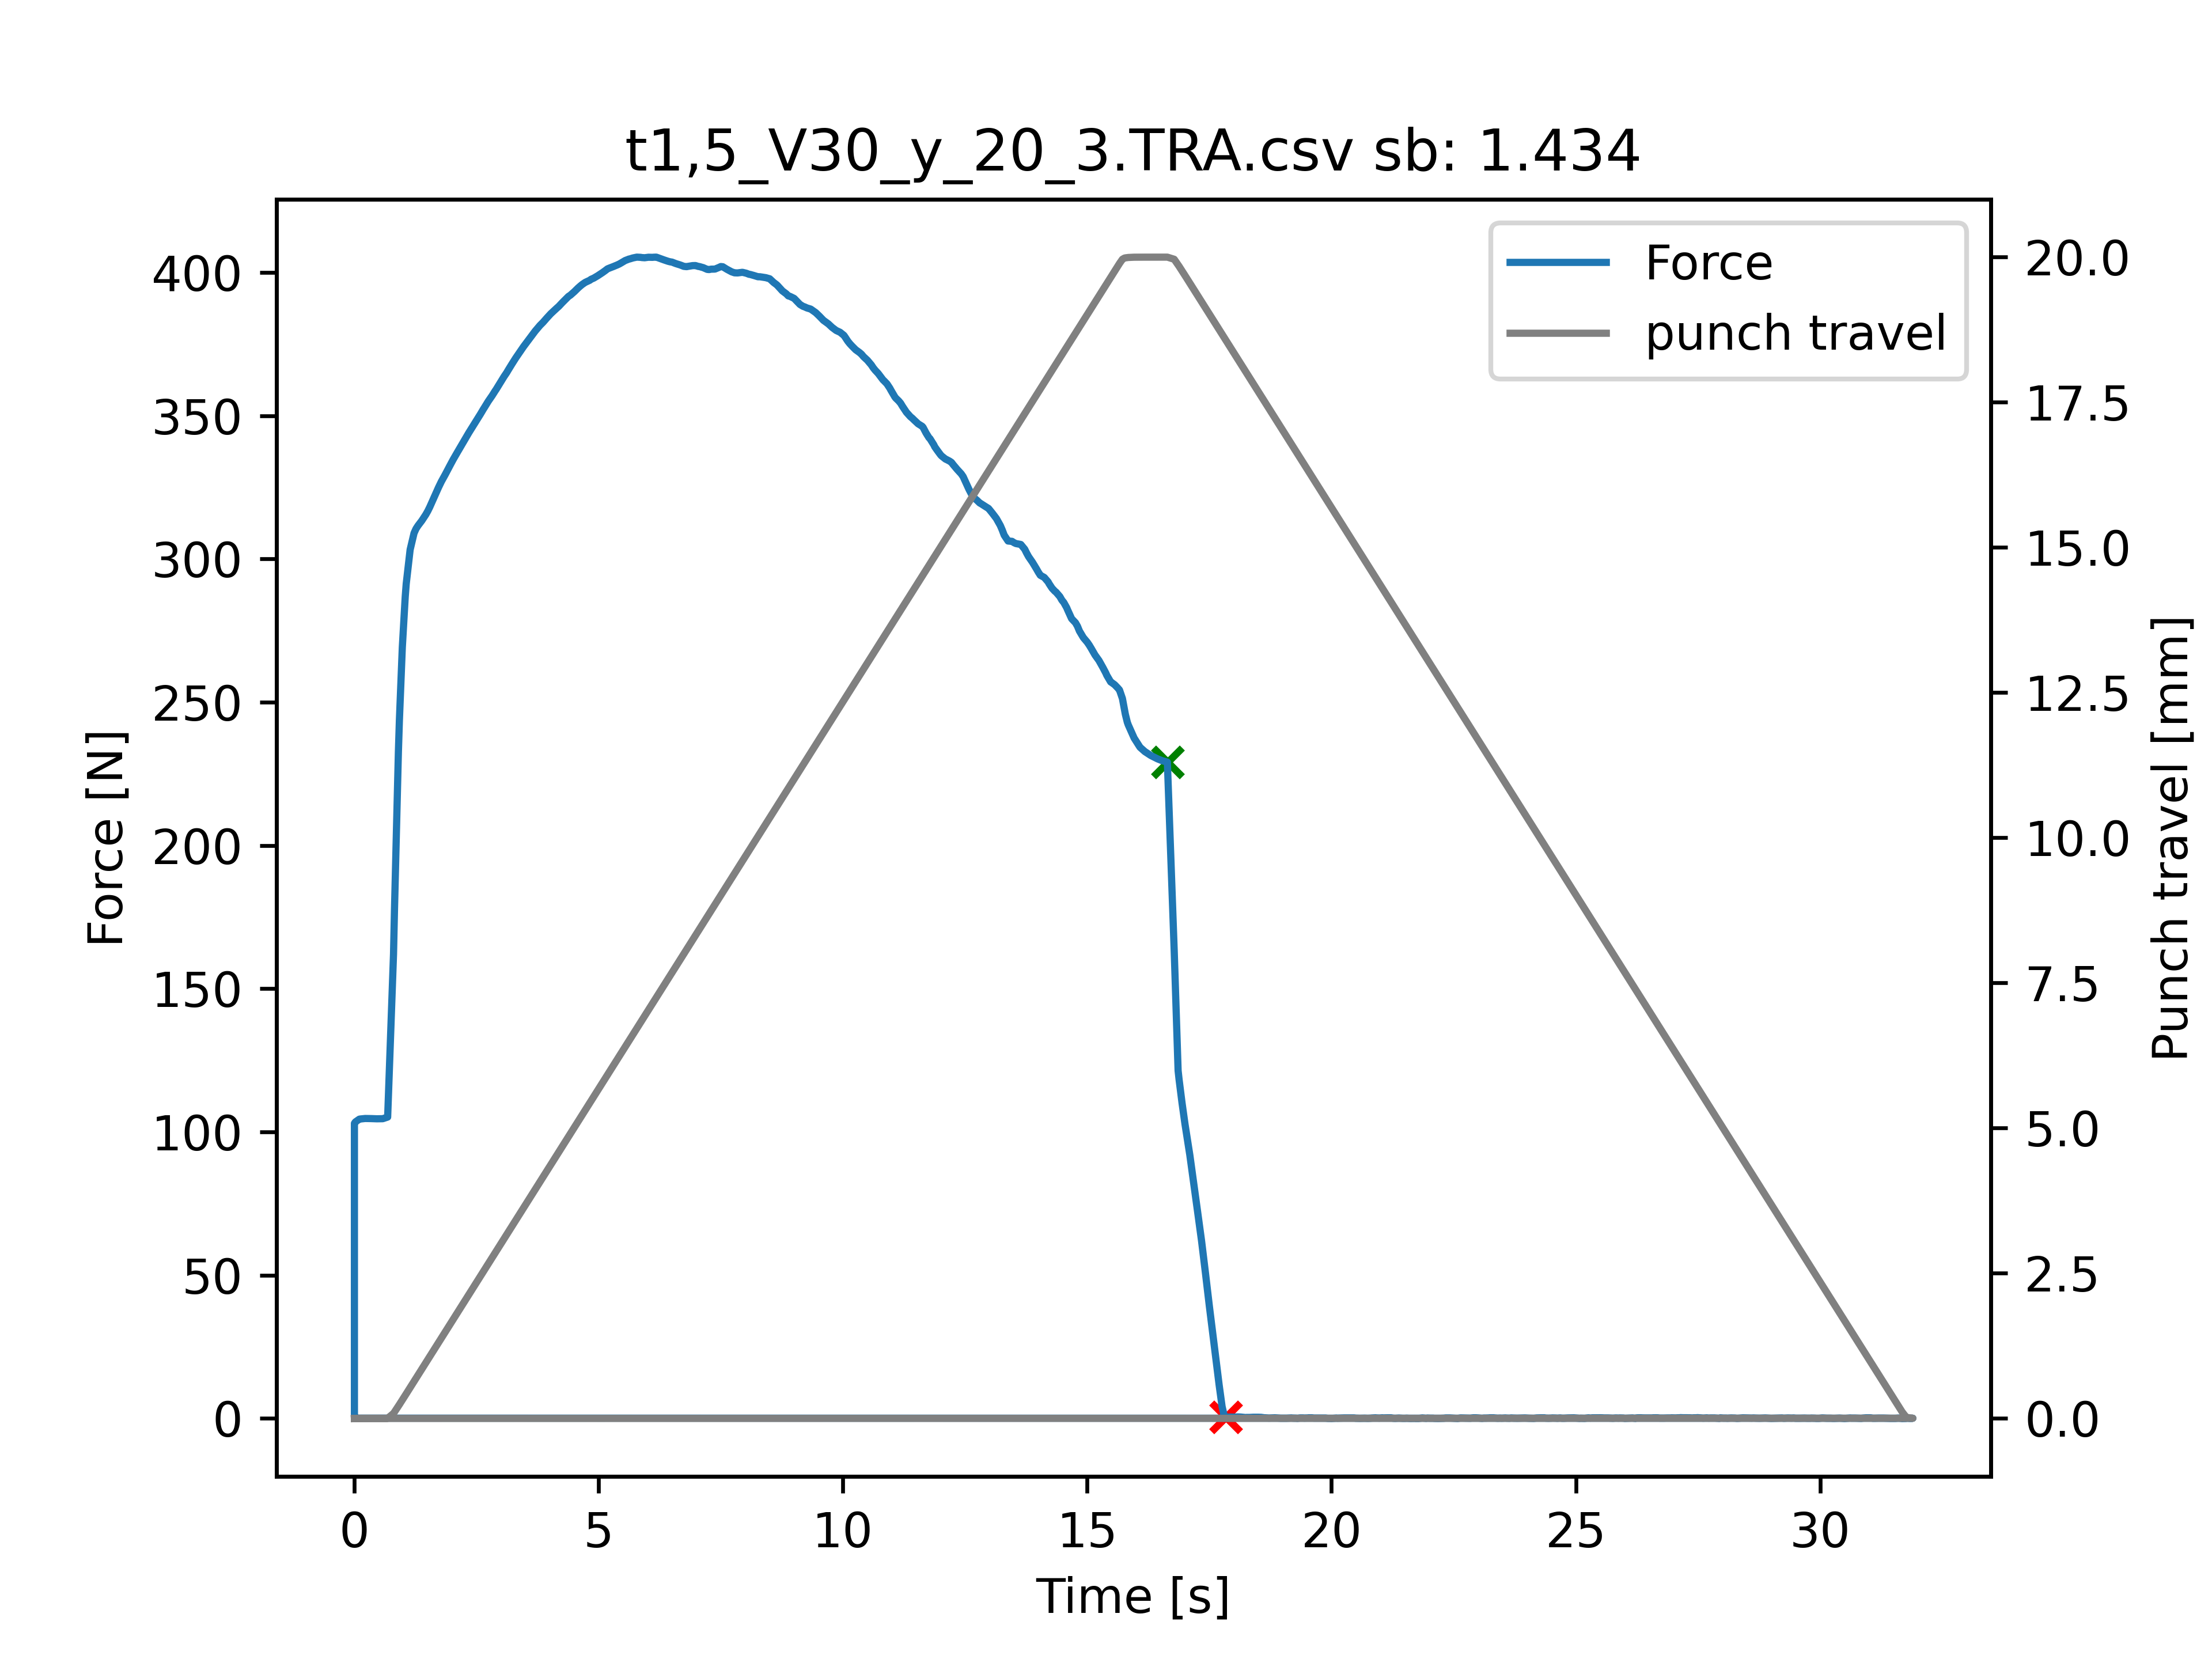 t1,5_V30_y_20_3.TRA.csv sb: 1.434
Force
punch travel
400
350
300
250
200
150
100
50
0
Force [N]
20.0
17.5
15.0
12.5
10.0
7.5
5.0
2.5
0.0
Punch travel [mm]
0 5 10 15 20 25 30
Time [s]